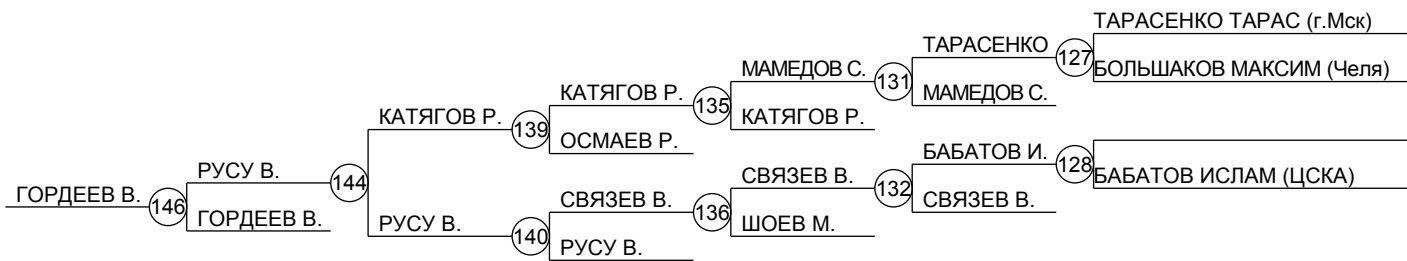 ТАРАСЕНКО ТАРАС (г.Мск)
ТАРАСЕНКО
127
МАМЕДОВ С.
131
БОЛЬШАКОВ МАКСИМ (Челя)
КАТЯГОВ Р.
135
МАМЕДОВ С.
КАТЯГОВ Р.
139
КАТЯГОВ Р.
ОСМАЕВ Р.
БАБАТОВ И.
128
РУСУ В.
144
СВЯЗЕВ В.
132
БАБАТОВ ИСЛАМ (ЦСКА)
ГОРДЕЕВ В.
146
СВЯЗЕВ В.
136
СВЯЗЕВ В.
ГОРДЕЕВ В.
РУСУ В.
140
ШОЕВ М.
РУСУ В.